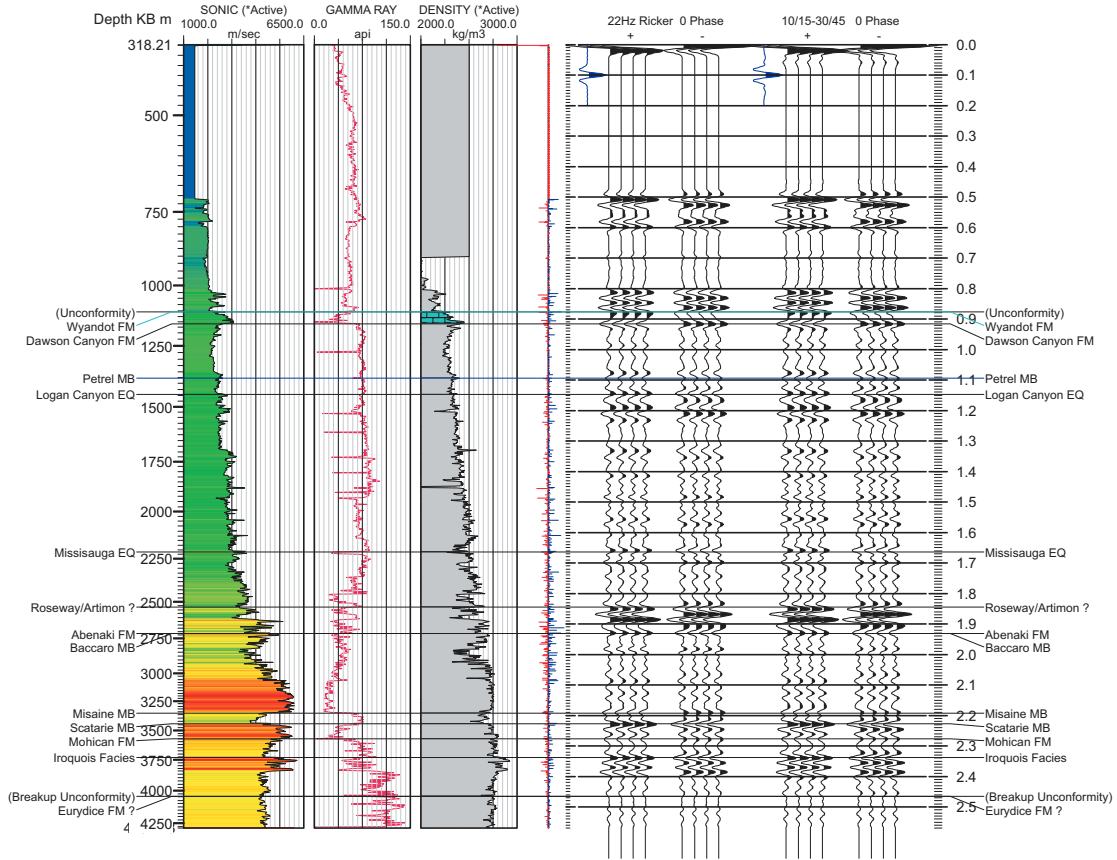 SONIC (*Active) GAMMA RAY DENSITY (*Active)
Depth KB m 1000.0 6500.0 0.0 150.0 2000.0 3000.0 22Hz Ricker 0 Phase 10/15-30/45 0 Phase
m/sec api kg/m3 + - + -
318.21 0.0
0.1
0.2
500
0.3
0.4
0.5
750
0.6
0.7
1000 0.8
(Unconformity) 0.9 (Unconformity)
Wyandot FM Wyandot FM
Dawson Canyon FM Dawson Canyon FM
1250 1.0
Petrel MB 1.1 Petrel MB
Logan Canyon EQ Logan Canyon EQ
1500 1.2
1.3
1750 1.4
1.5
2000
1.6
Missisauga EQ 2250 1.7 Missisauga EQ
1.8
2500
Roseway/Artimon ? Roseway/Artimon ?
1.9
Abenaki FM 2750 Abenaki FM
Baccaro MB Baccaro MB
2.0
3000
2.1
3250
Misaine MB 2.2 Misaine MB
Scatarie MB 3500 Scatarie MB
Mohican FM 2.3 Mohican FM
Iroquois Facies 3750 Iroquois Facies
2.4
4000
(Breakup Unconformity) (Breakup Unconformity)
Eurydice FM ? 2.5 Eurydice FM ?
4250
4